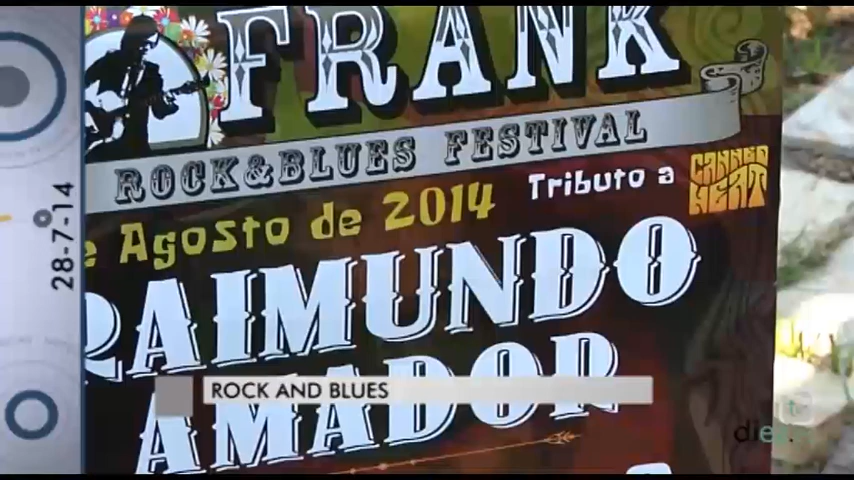 FRANK
ROCK&BLUES FESTIVAL
Tributo a CANNED HEAT
e Agosto de 2014
RAIMUNDO
AMADOR
ROCK AND BLUES
28-7-14